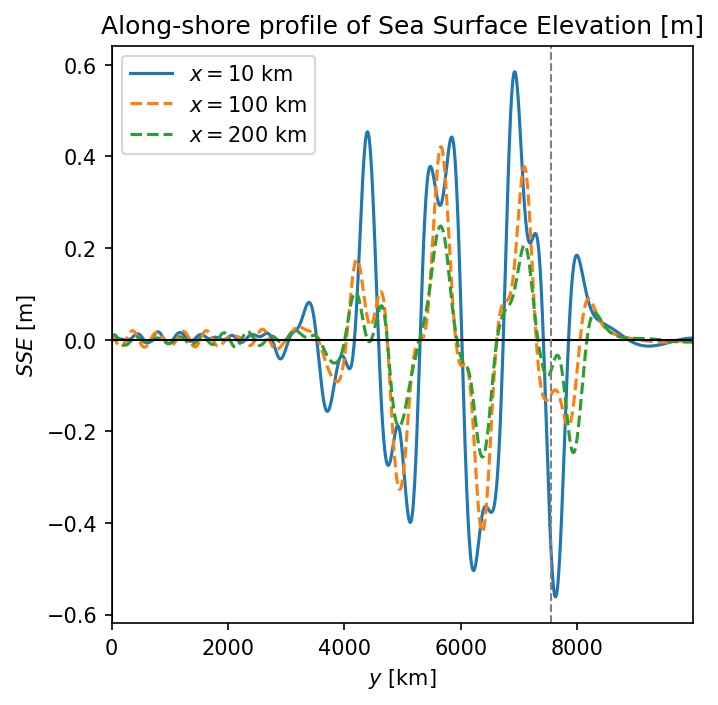 Along-shore profile of Sea Surface Elevation [m]
x = 10 km
x = 100 km
x = 200 km
0.6
0.4
0.2
0.0
−0.2
−0.4
−0.6
SSE [m]
0 2000 4000 6000 8000
y [km]